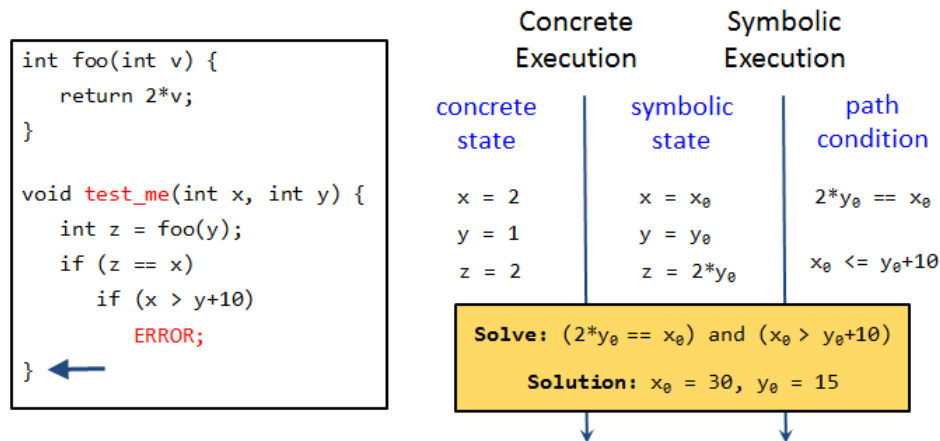 int foo(int v) {
return 2*v;
}
void test_me(int x, int y) {
int z = foo(y);
if (z == x)
if (x > y+10)
ERROR;
}
Concrete Execution
Symbolic Execution
concrete state
symbolic state
path condition
x = 2
y = 1
z = 2
x = x₀
y = y₀
z = 2*y₀
2*y₀ == x₀
x₀ <= y₀+10
Solve: (2*y₀ == x₀) and (x₀ > y₀+10)
Solution: x₀ = 30, y₀ = 15